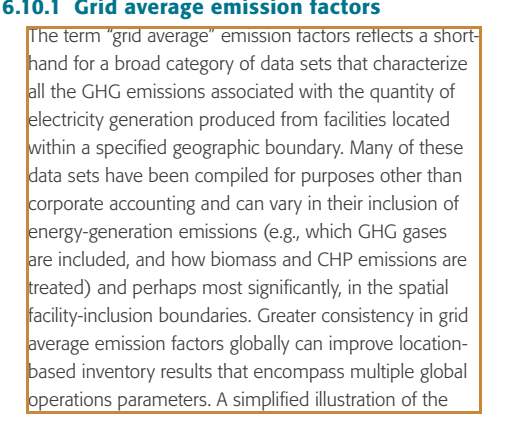 6.10.1 Grid average emission factors
The term "grid average" emission factors reflects a short-
hand for a broad category of data sets that characterize
all the GHG emissions associated with the quantity of
electricity generation produced from facilities located
within a specified geographic boundary. Many of these
data sets have been compiled for purposes other than
corporate accounting and can vary in their inclusion of
energy-generation emissions (e.g., which GHG gases
are included, and how biomass and CHP emissions are
treated) and perhaps most significantly, in the spatial
facility-inclusion boundaries. Greater consistency in grid
average emission factors globally can improve location-
based inventory results that encompass multiple global
operations parameters. A simplified illustration of the